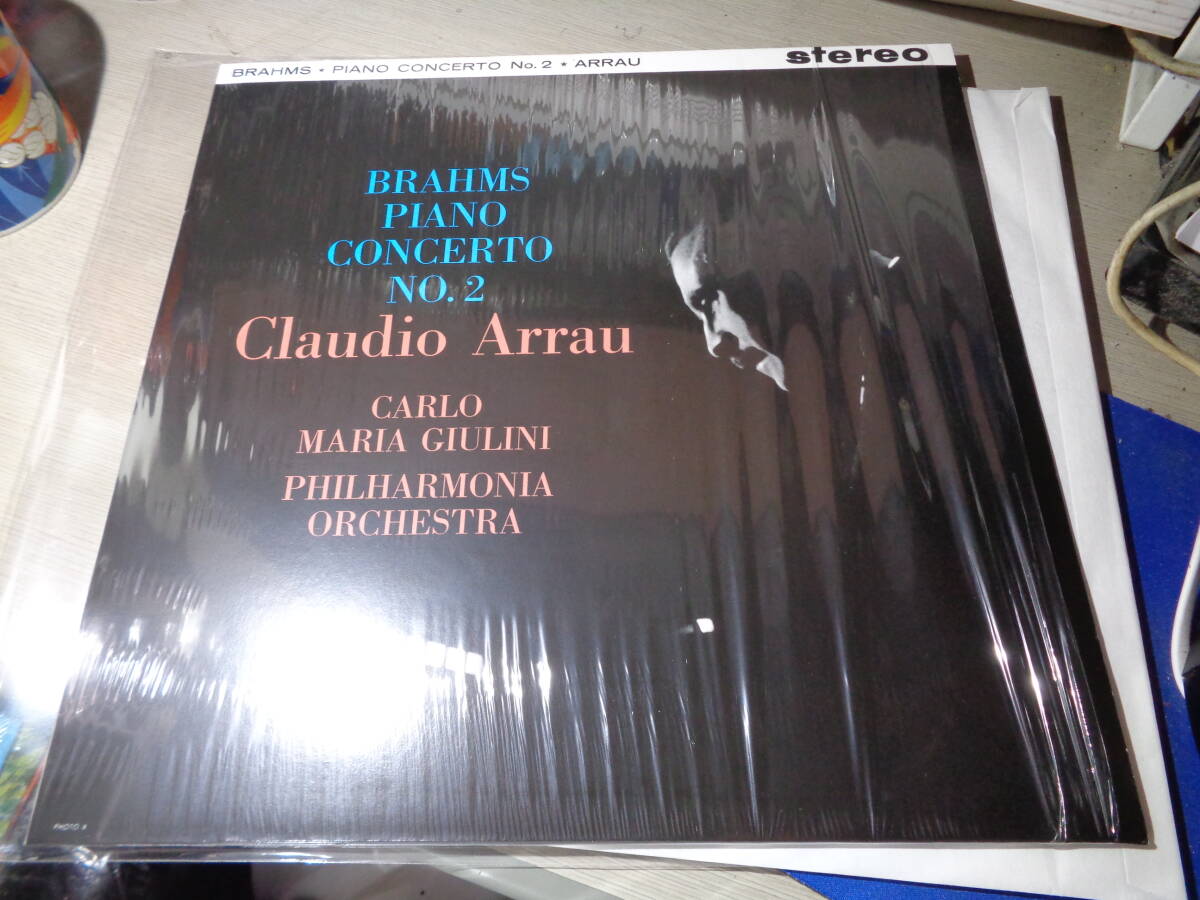 BRAHMS ★ PIANO CONCERTO No. 2 ★ ARRAU stereo
BRAHMS
PIANO
CONCERTO
NO. 2
Claudio Arrau
CARLO
MARIA GIULINI
PHILHARMONIA
ORCHESTRA
PHOTO